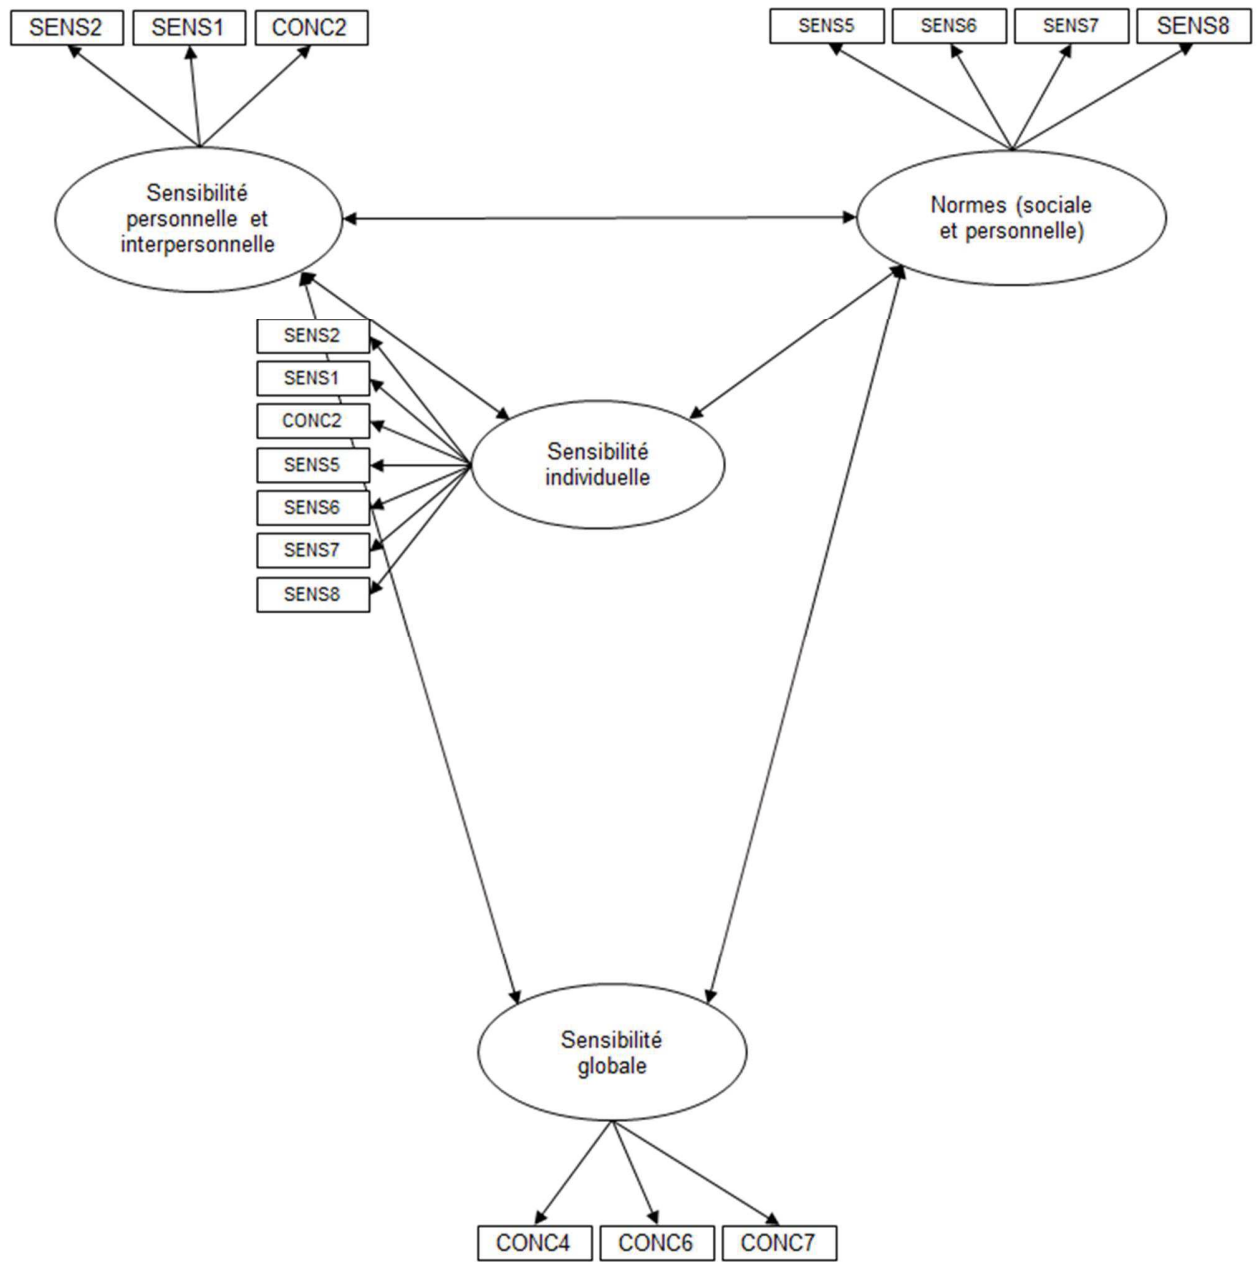 SENS2
SENS1
CONC2
SENS5
SENS6
SENS7
SENS8
Sensibilité
personnelle et
interpersonnelle
Normes (sociale
et personnelle)
SENS2
SENS1
CONC2
SENS5
SENS6
SENS7
SENS8
Sensibilité
individuelle
Sensibilité
globale
CONC4
CONC6
CONC7